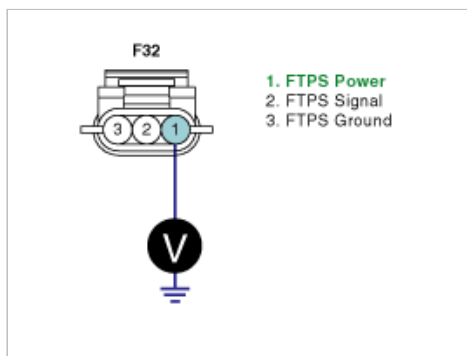 F32
1. FTPS Power
2. FTPS Signal
3. FTPS Ground
3 2 1
V